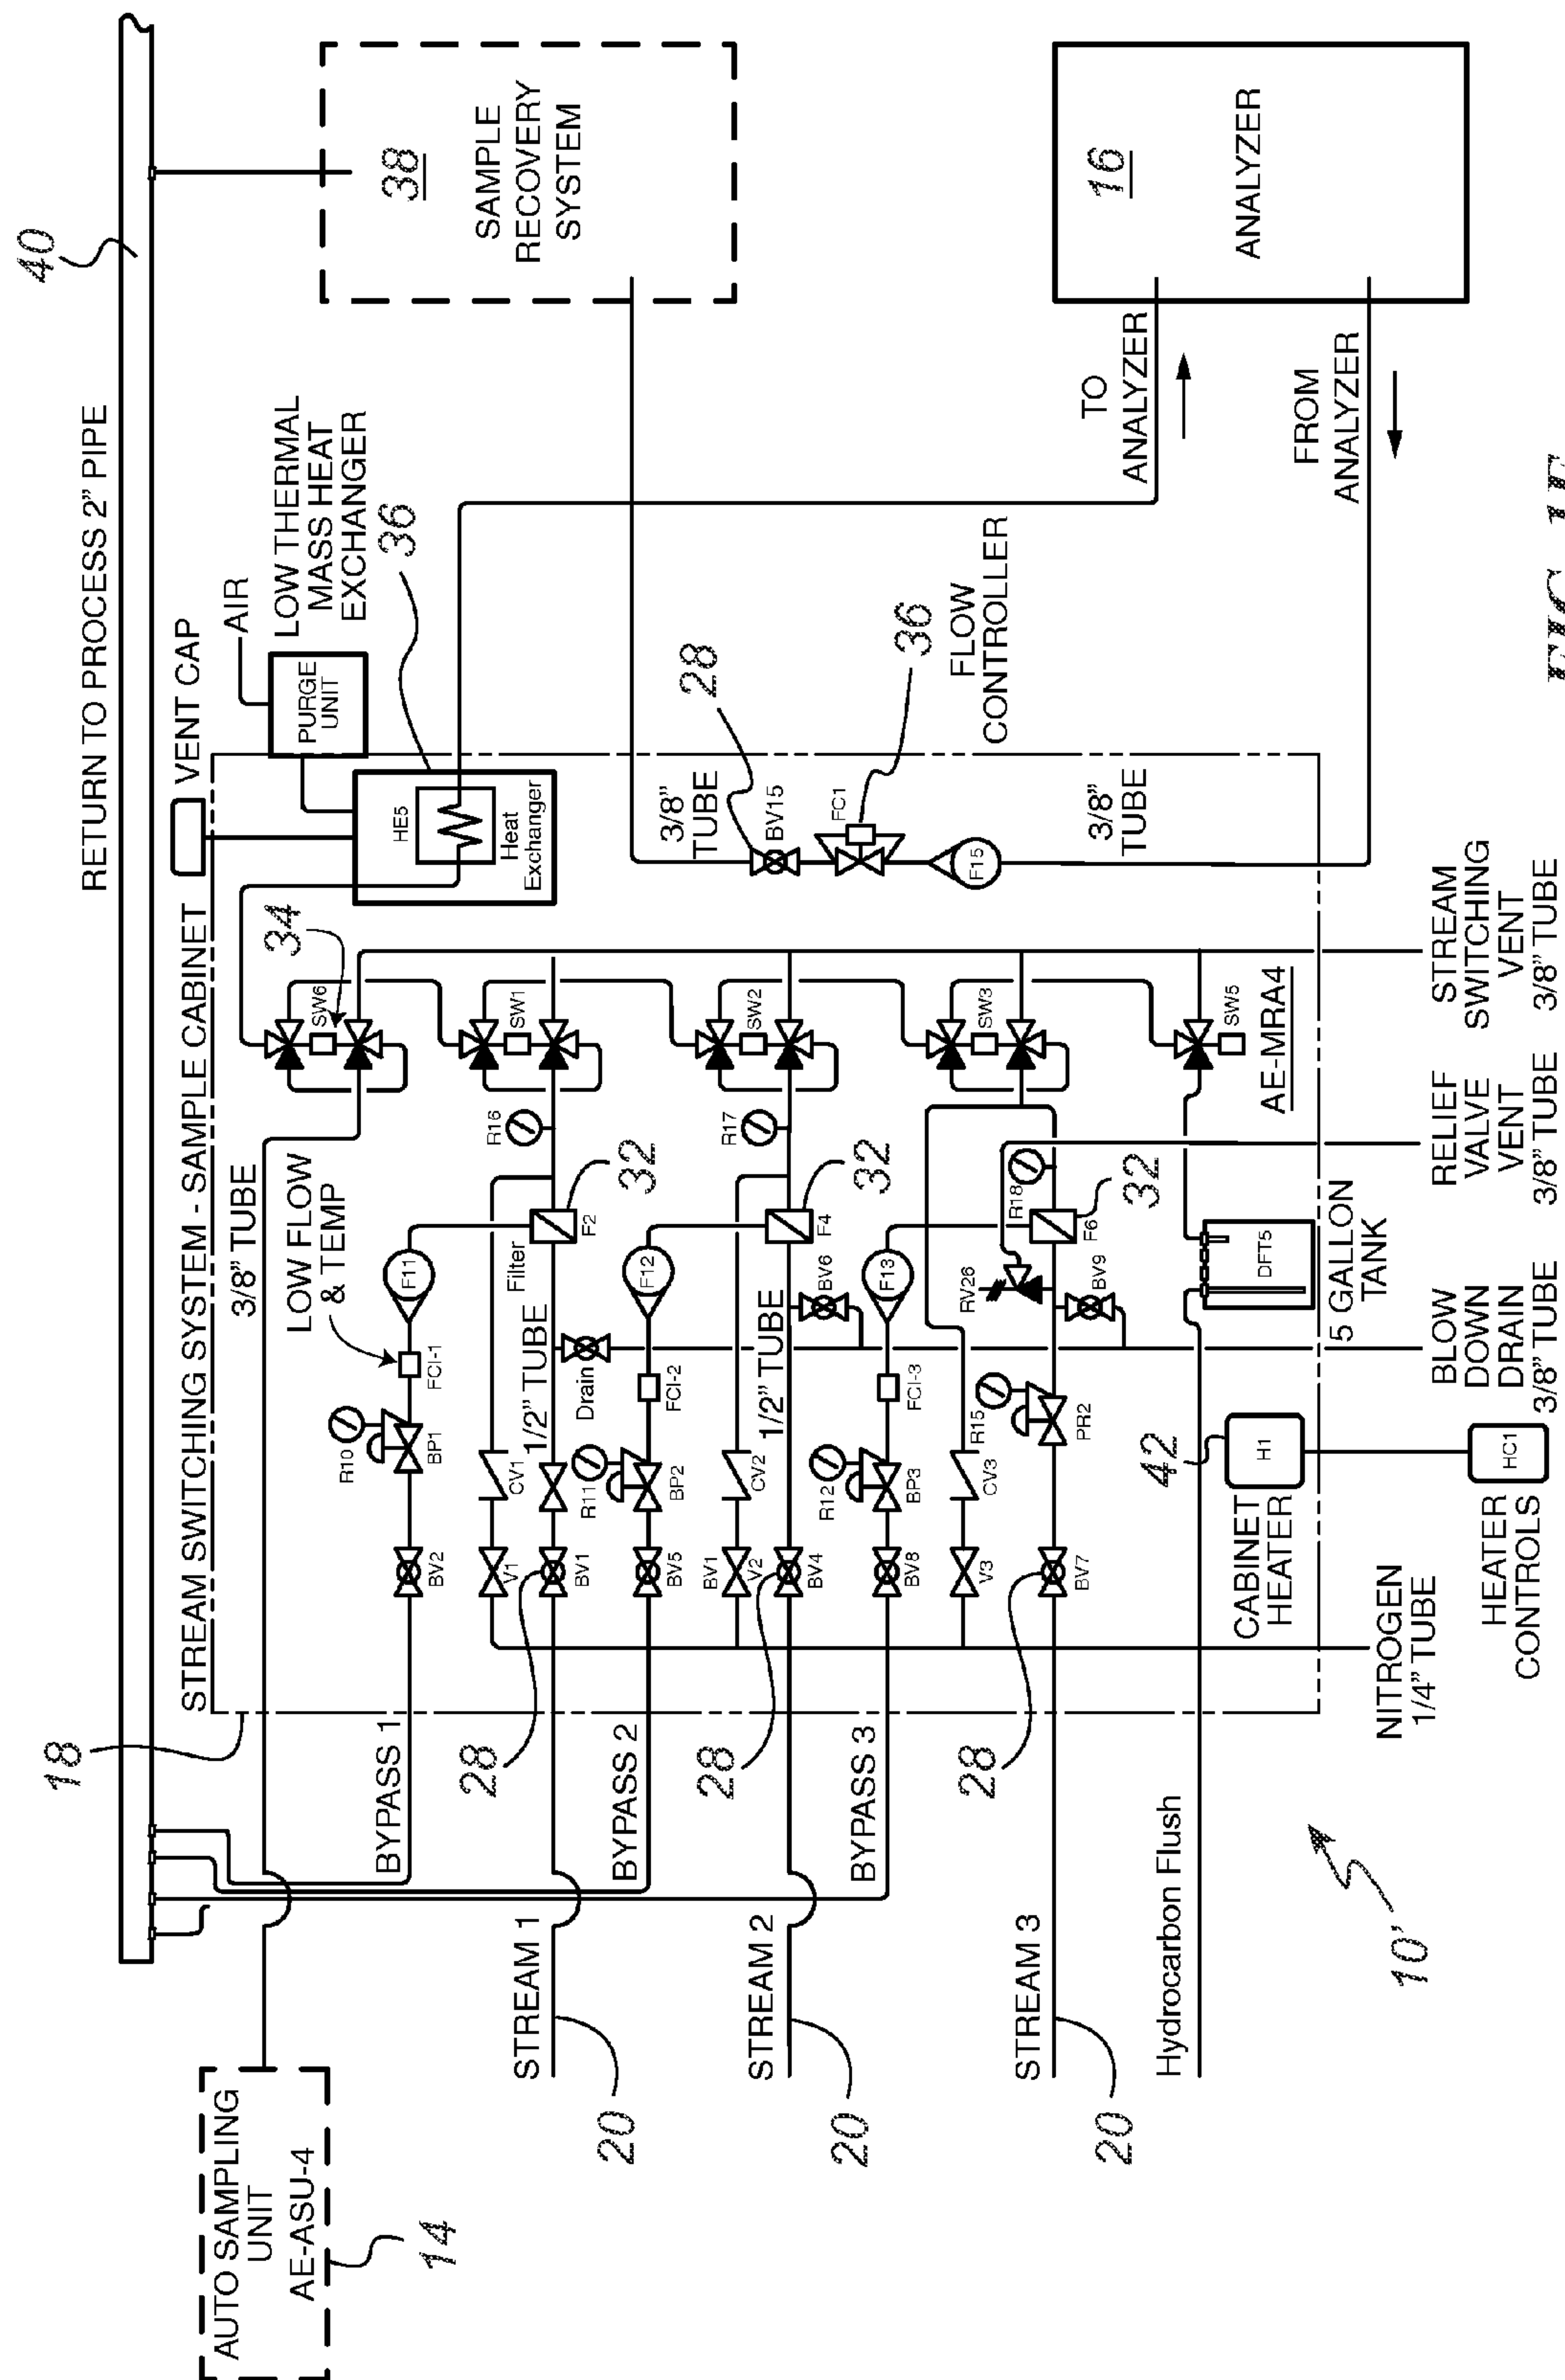 RETURN TO PROCESS 2" PIPE
40
18
AUTO SAMPLING
UNIT
AE-ASU-4
14
STREAM SWITCHING SYSTEM - SAMPLE CABINET
VENT CAP
AIR
PURGE
UNIT
LOW THERMAL
MASS HEAT
EXCHANGER
36
HE5
Heat
Exchanger
38
SAMPLE
RECOVERY
SYSTEM
3/8" TUBE
LOW FLOW
& TEMP
34
SW6
BYPASS 1
BV2
R10
BP1
FCI-1
F11
V1
CV1
28
STREAM 1
20
BV1
1/2" TUBE
Drain
Filter
F2
32
R16
SW1
BYPASS 2
BV5
R11
BP2
FCI-2
F12
BV1
V2
CV2
28
STREAM 2
20
BV4
1/2" TUBE
BV6
F4
32
R17
SW2
BYPASS 3
BV8
R12
BP3
FCI-3
F13
V3
CV3
28
STREAM 3
20
BV7
R15
PR2
RV26
BV9
R18
F6
32
SW3
Hydrocarbon Flush
DFT5
5 GALLON
TANK
SW5
AE-MRA4
42
H1
CABINET
HEATER
HC1
HEATER
CONTROLS
NITROGEN
1/4" TUBE
BLOW
DOWN
DRAIN
3/8" TUBE
RELIEF
VALVE
VENT
3/8" TUBE
STREAM
SWITCHING
VENT
3/8" TUBE
3/8"
TUBE
28
BV15
FC1
36
FLOW
CONTROLLER
F15
3/8"
TUBE
TO
ANALYZER
FROM
ANALYZER
16
ANALYZER
10'